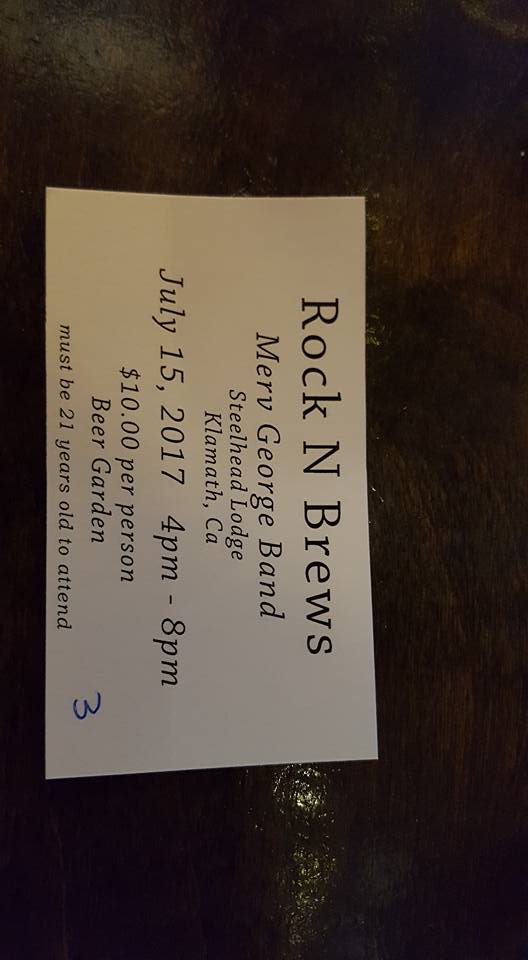 Rock N Brews
Merv George Band
Steelhead Lodge
Klamath, Ca
July 15, 2017 4pm - 8pm
$10.00 per person
Beer Garden
must be 21 years old to attend
3